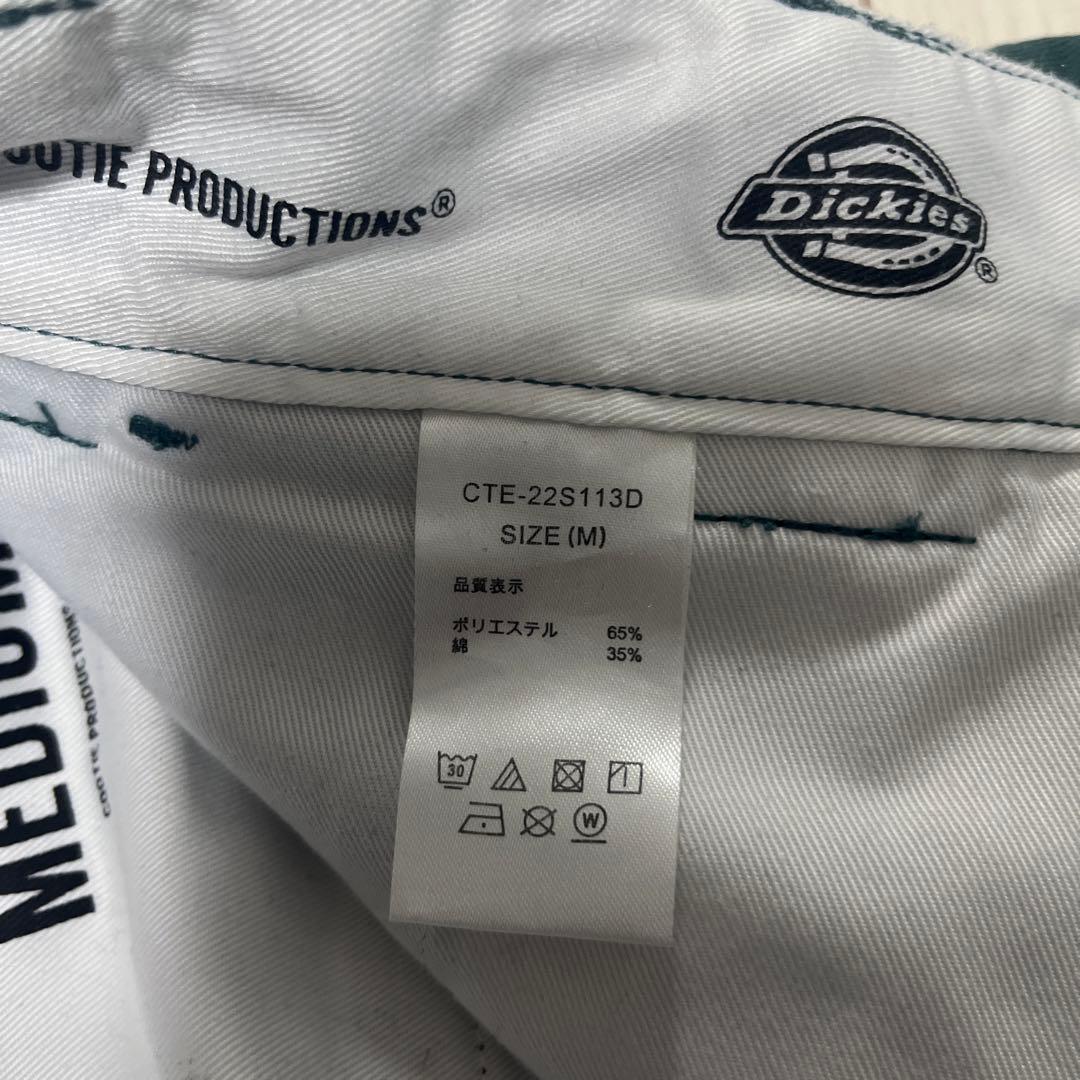 OOTIE PRODUCTIONS®
Dickies®
CTE-22S113D
SIZE (M)
品質表示
ポリエステル 65%
綿 35%
30
W
MEDIUM
COOTIE PRODUCTIONS